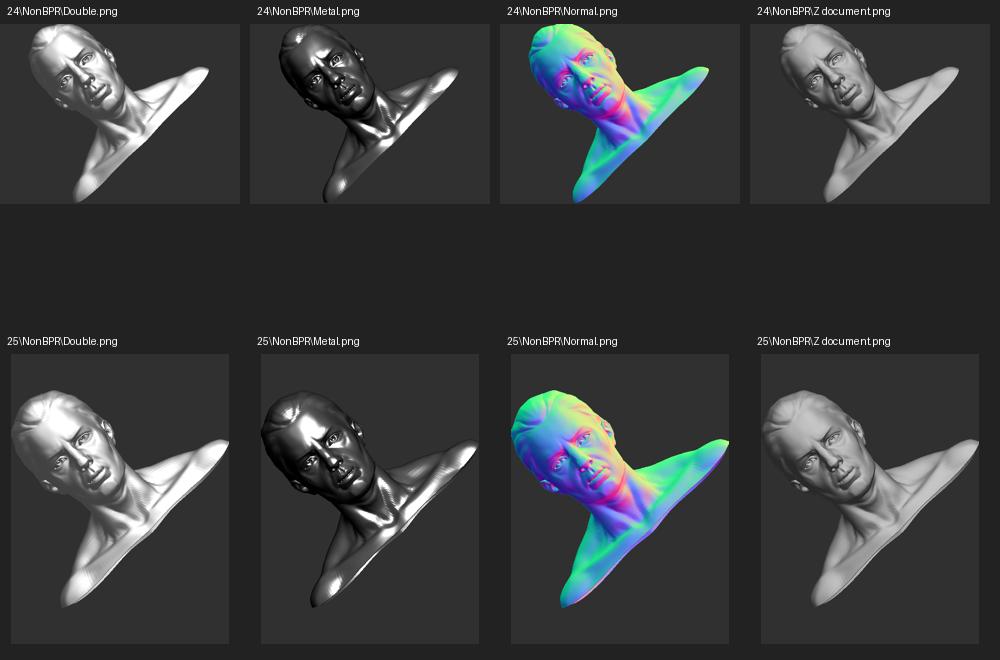 24\NonBPR\Double.png
24\NonBPR\Metal.png
24\NonBPR\Normal.png
24\NonBPR\Z document.png
25\NonBPR\Double.png
25\NonBPR\Metal.png
25\NonBPR\Normal.png
25\NonBPR\Z document.png